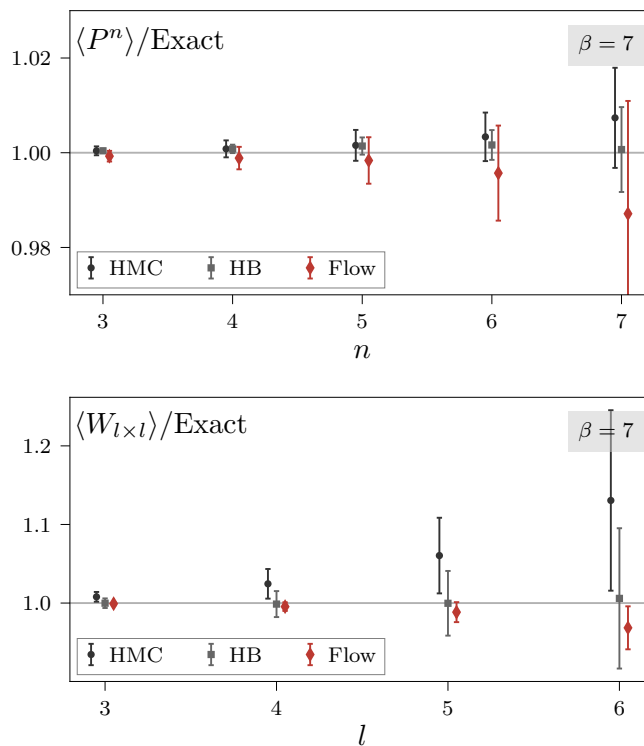 ⟨Pⁿ⟩/Exact
β = 7
1.02
1.00
0.98
HMC HB Flow
3 4 5 6 7
n
⟨W_{l×l}⟩/Exact
β = 7
1.2
1.1
1.0
HMC HB Flow
3 4 5 6
l